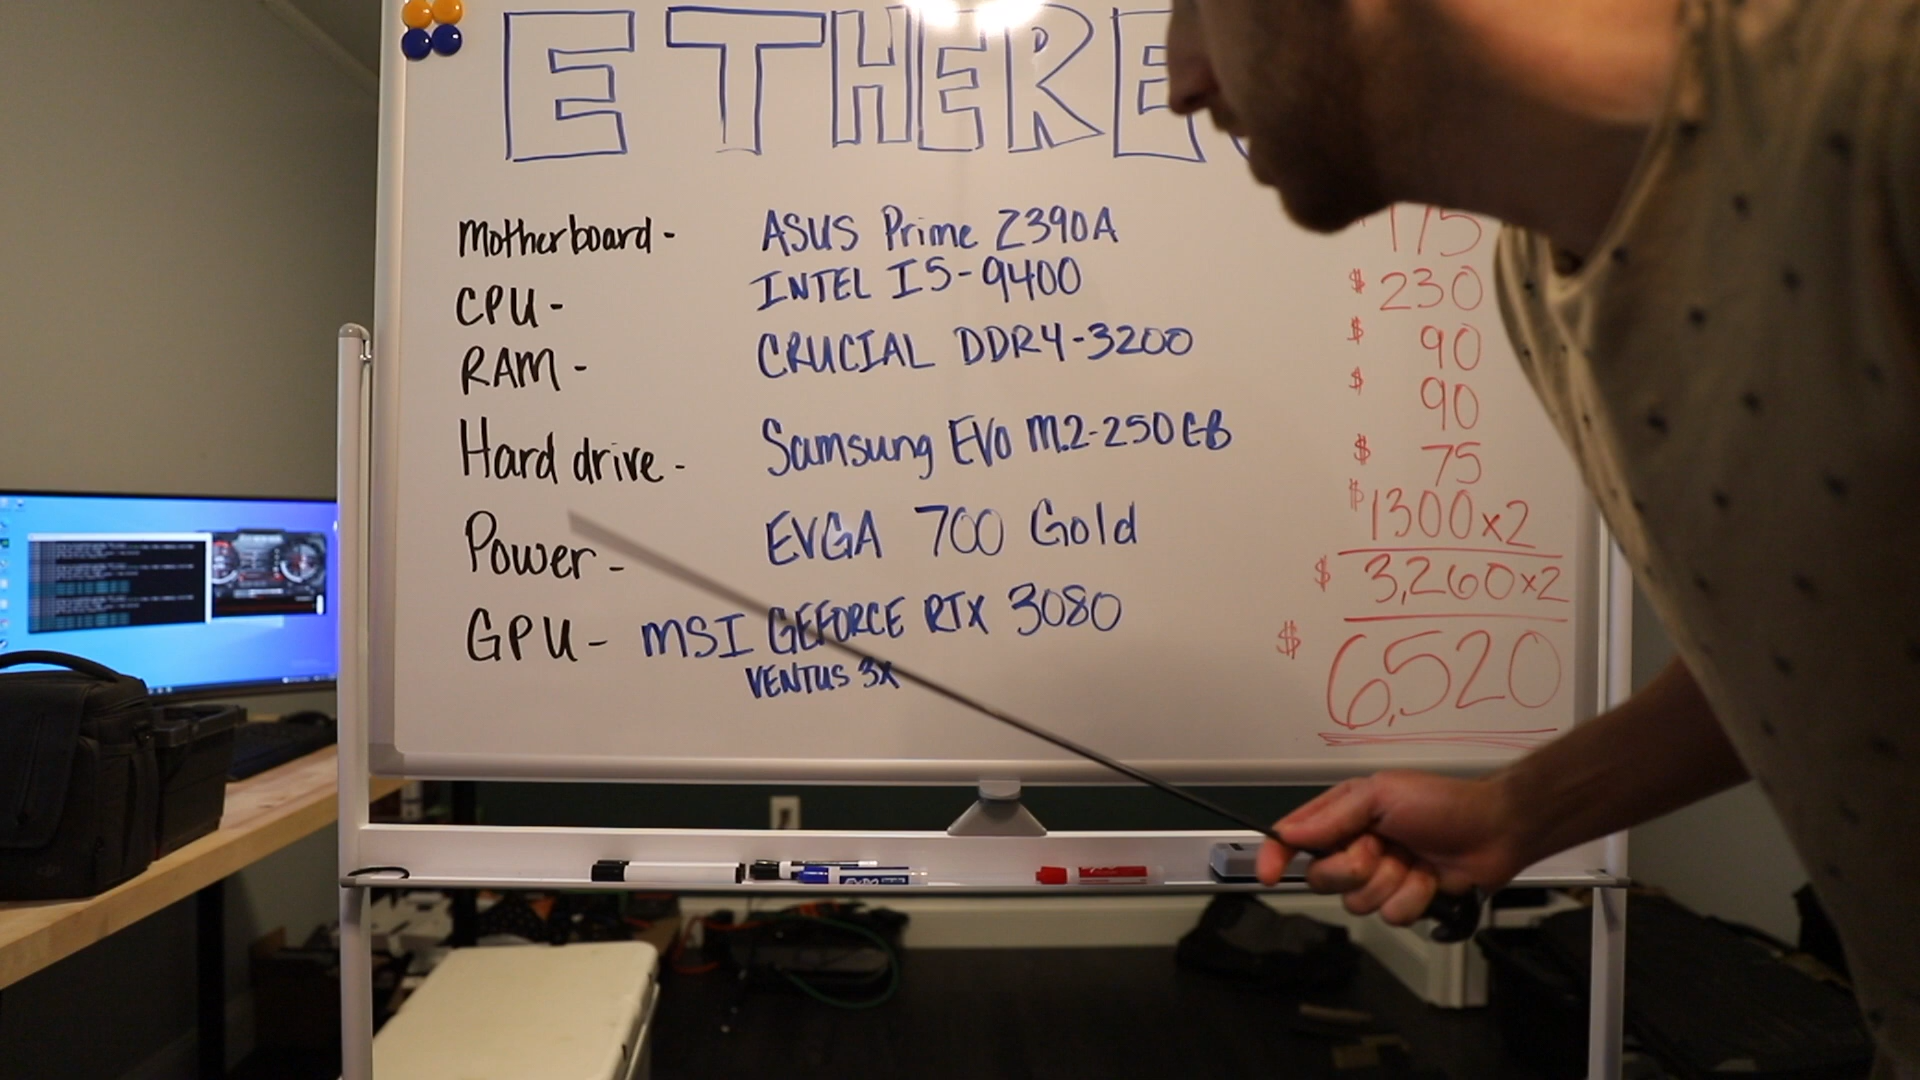 ETHERE
Motherboard - ASUS Prime Z390A 175
CPU - INTEL I5-9400 $ 230
RAM - CRUCIAL DDR4-3200 $ 90
$ 90
Hard drive - Samsung EVO M.2-250GB $ 75
Power - EVGA 700 Gold $ 1300x2
$ 3,260x2
GPU - MSI GEFORCE RTX 3080 $ 6,520
VENTUS 3X
EXPO